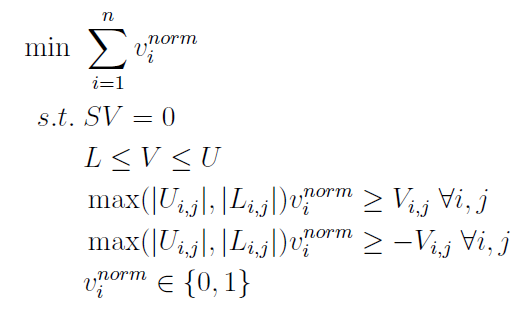 min ∑_{i=1}^{n} v_i^{norm}
s.t. SV = 0
L ≤ V ≤ U
max(|U_{i,j}|, |L_{i,j}|)v_i^{norm} ≥ V_{i,j} ∀i, j
max(|U_{i,j}|, |L_{i,j}|)v_i^{norm} ≥ −V_{i,j} ∀i, j
v_i^{norm} ∈ {0, 1}